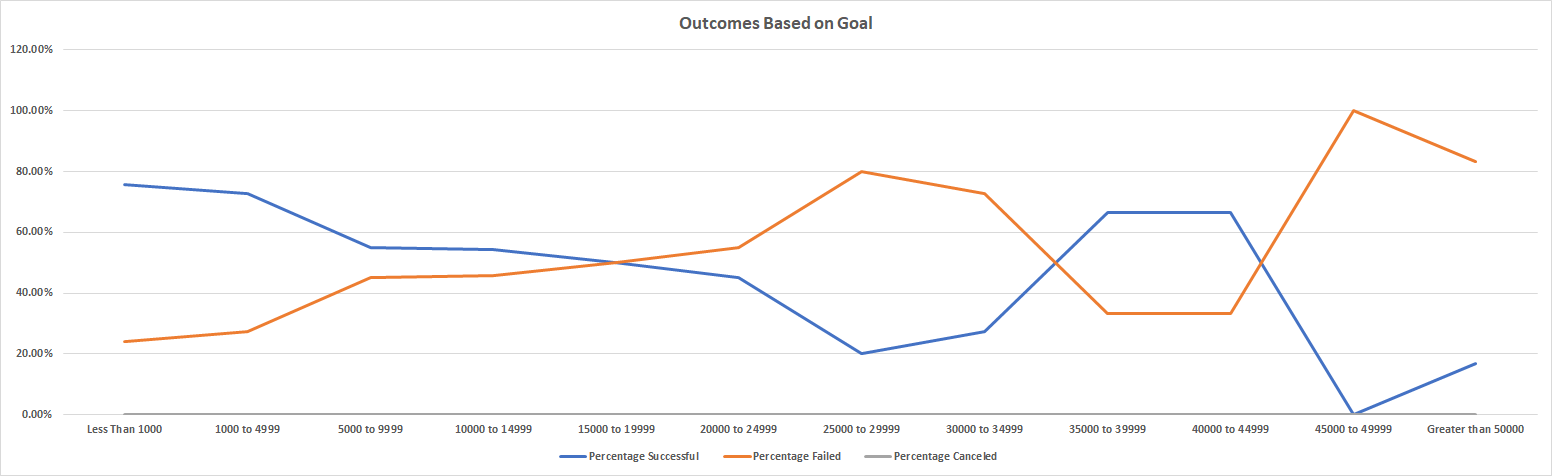 Outcomes Based on Goal
120.00%
100.00%
80.00%
60.00%
40.00%
20.00%
0.00%
Less Than 1000 1000 to 4999 5000 to 9999 10000 to 14999 15000 to 19999 20000 to 24999 25000 to 29999 30000 to 34999 35000 to 39999 40000 to 44999 45000 to 49999 Greater than 50000
Percentage Successful Percentage Failed Percentage Canceled